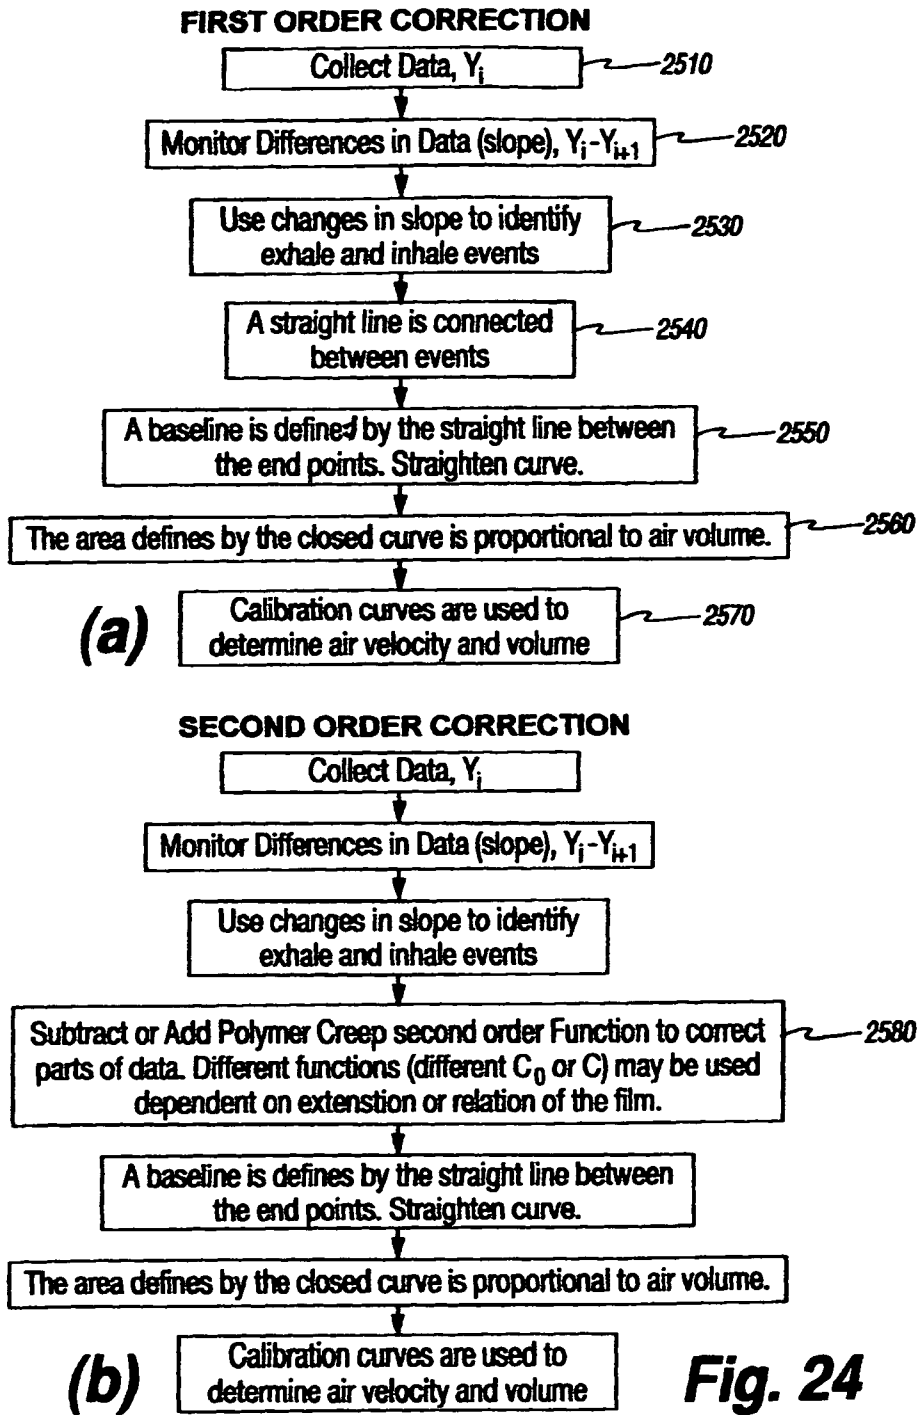 FIRST ORDER CORRECTION
Collect Data, Yi
2510
Monitor Differences in Data (slope), Yi-Yi+1
2520
Use changes in slope to identify
exhale and inhale events
2530
A straight line is connected
between events
2540
A baseline is defined by the straight line between
the end points. Straighten curve.
2550
The area defines by the closed curve is proportional to air volume.
2560
Calibration curves are used to
determine air velocity and volume
2570
(a)
SECOND ORDER CORRECTION
Collect Data, Yi
Monitor Differences in Data (slope), Yi-Yi+1
Use changes in slope to identify
exhale and inhale events
Subtract or Add Polymer Creep second order Function to correct
parts of data. Different functions (different C0 or C) may be used
dependent on extenstion or relation of the film.
2580
A baseline is defines by the straight line between
the end points. Straighten curve.
The area defines by the closed curve is proportional to air volume.
Calibration curves are used to
determine air velocity and volume
(b)
Fig. 24